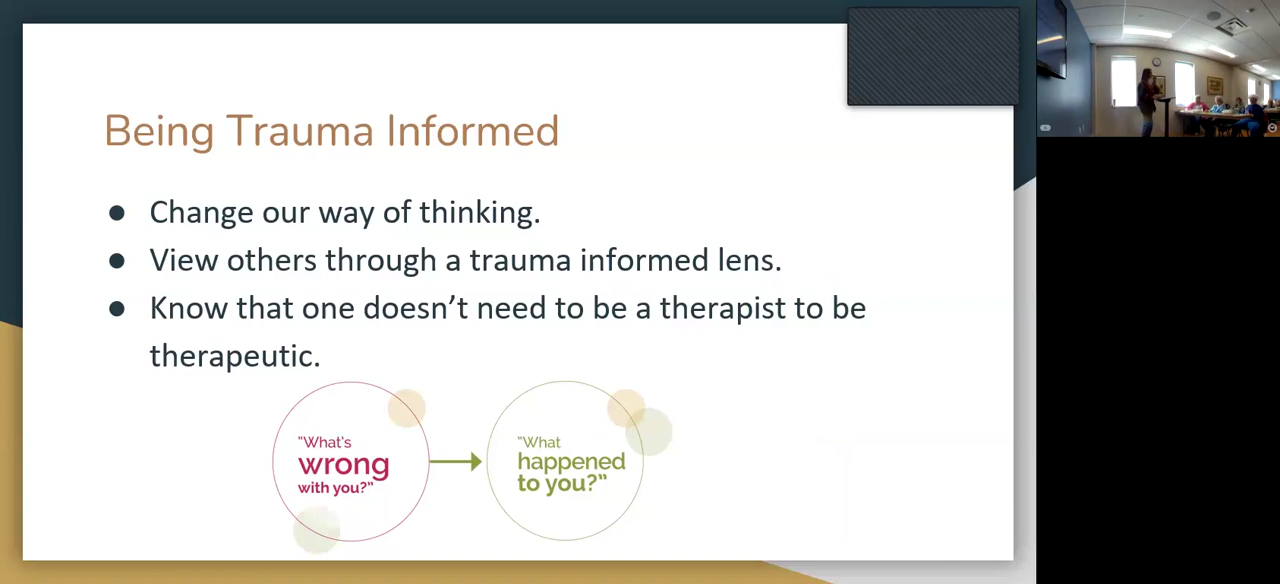 Being Trauma Informed
● Change our way of thinking.
● View others through a trauma informed lens.
● Know that one doesn’t need to be a therapist to be
therapeutic.
“What’s
wrong
with you?”
“What
happened
to you?”